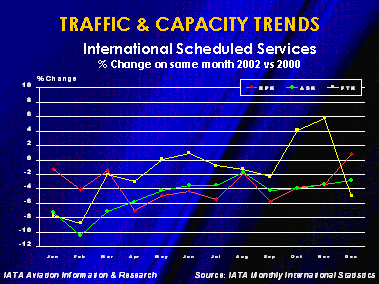 TRAFFIC & CAPACITY TRENDS
International Scheduled Services
% Change on same month 2002 vs 2000
% Change
RPK ASK FTK
10
8
6
4
2
0
-2
-4
-6
-8
-10
-12
Jan Feb Mar Apr May Jun Jul Aug Sep Oct Nov Dec
IATA Aviation Information & Research Source: IATA Monthly International Statistics